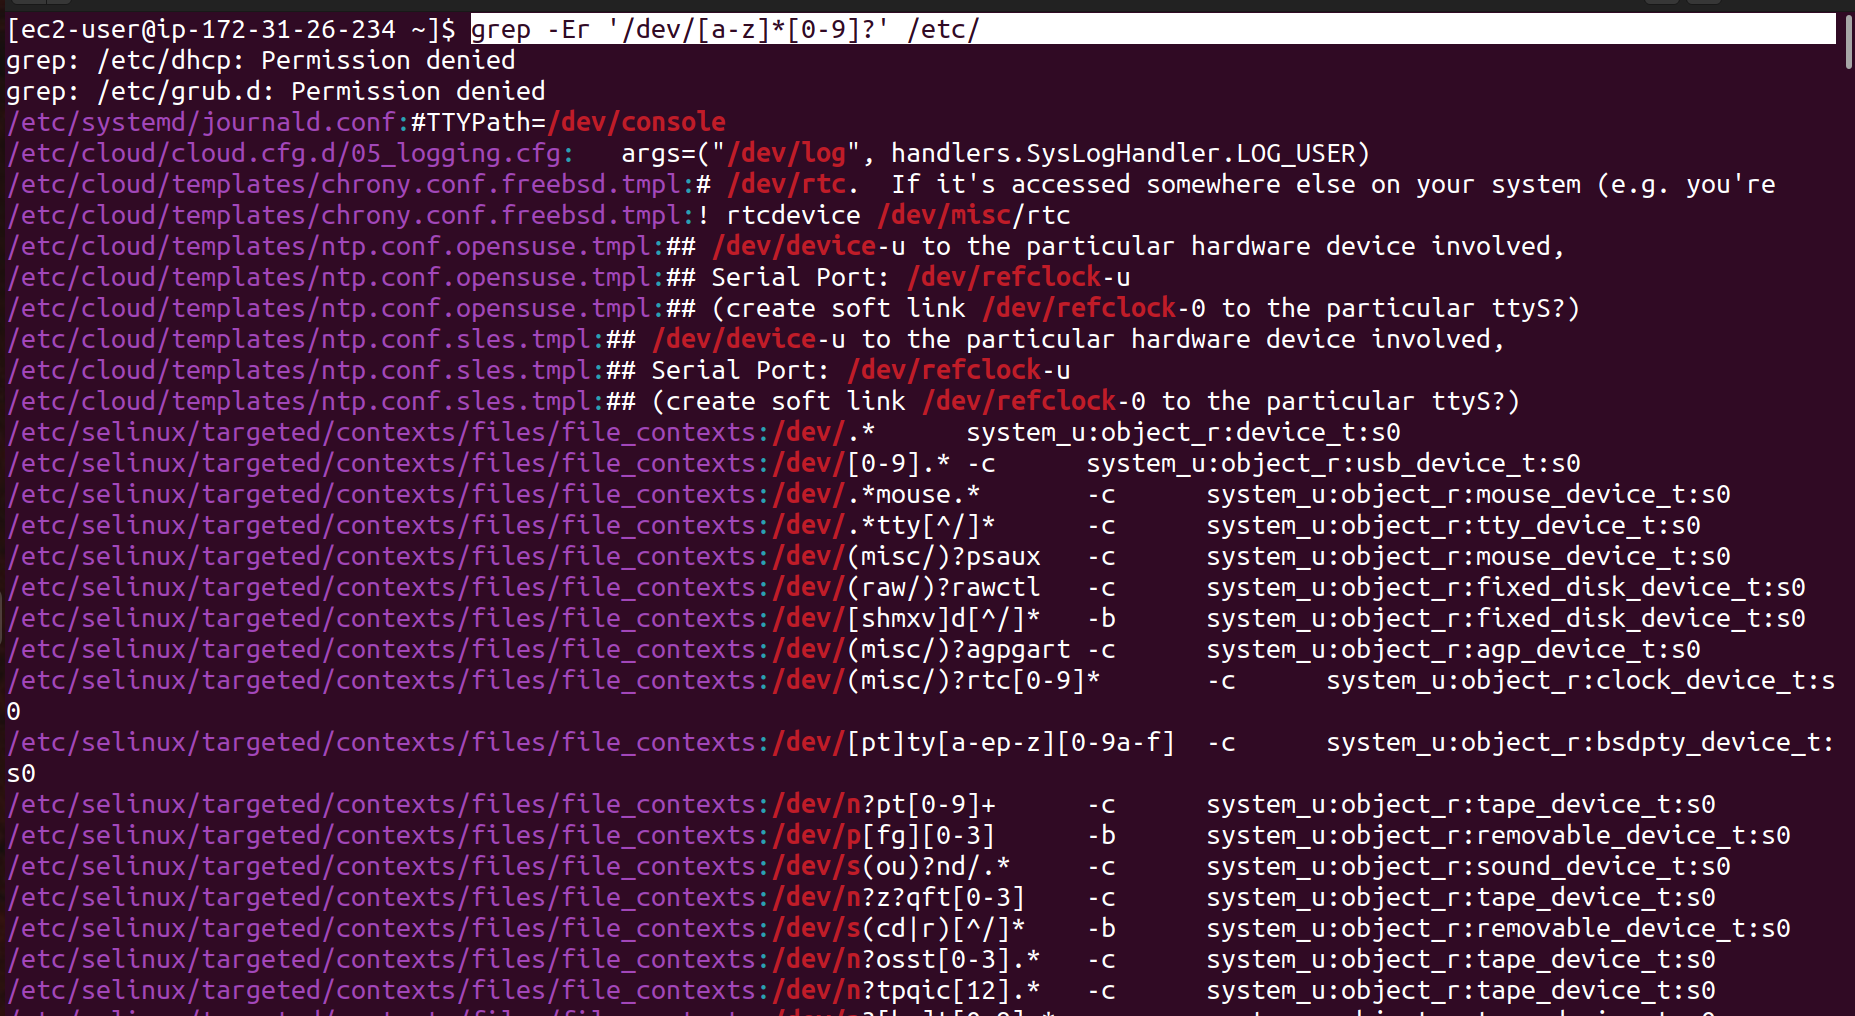 [ec2-user@ip-172-31-26-234 ~]$ grep -Er '/dev/[a-z]*[0-9]?' /etc/
grep: /etc/dhcp: Permission denied
grep: /etc/grub.d: Permission denied
/etc/systemd/journald.conf:#TTYPath=/dev/console
/etc/cloud/cloud.cfg.d/05_logging.cfg:   args=("/dev/log", handlers.SysLogHandler.LOG_USER)
/etc/cloud/templates/chrony.conf.freebsd.tmpl:# /dev/rtc.  If it's accessed somewhere else on your system (e.g. you're
/etc/cloud/templates/chrony.conf.freebsd.tmpl:! rtcdevice /dev/misc/rtc
/etc/cloud/templates/ntp.conf.opensuse.tmpl:## /dev/device-u to the particular hardware device involved,
/etc/cloud/templates/ntp.conf.opensuse.tmpl:## Serial Port: /dev/refclock-u
/etc/cloud/templates/ntp.conf.opensuse.tmpl:## (create soft link /dev/refclock-0 to the particular ttyS?)
/etc/cloud/templates/ntp.conf.sles.tmpl:## /dev/device-u to the particular hardware device involved,
/etc/cloud/templates/ntp.conf.sles.tmpl:## Serial Port: /dev/refclock-u
/etc/cloud/templates/ntp.conf.sles.tmpl:## (create soft link /dev/refclock-0 to the particular ttyS?)
/etc/selinux/targeted/contexts/files/file_contexts:/dev/.*      system_u:object_r:device_t:s0
/etc/selinux/targeted/contexts/files/file_contexts:/dev/[0-9].* -c      system_u:object_r:usb_device_t:s0
/etc/selinux/targeted/contexts/files/file_contexts:/dev/.*mouse.*       -c      system_u:object_r:mouse_device_t:s0
/etc/selinux/targeted/contexts/files/file_contexts:/dev/.*tty[^/]*      -c      system_u:object_r:tty_device_t:s0
/etc/selinux/targeted/contexts/files/file_contexts:/dev/(misc/)?psaux   -c      system_u:object_r:mouse_device_t:s0
/etc/selinux/targeted/contexts/files/file_contexts:/dev/(raw/)?rawctl   -c      system_u:object_r:fixed_disk_device_t:s0
/etc/selinux/targeted/contexts/files/file_contexts:/dev/[shmxv]d[^/]*   -b      system_u:object_r:fixed_disk_device_t:s0
/etc/selinux/targeted/contexts/files/file_contexts:/dev/(misc/)?agpgart -c      system_u:object_r:agp_device_t:s0
/etc/selinux/targeted/contexts/files/file_contexts:/dev/(misc/)?rtc[0-9]*       -c      system_u:object_r:clock_device_t:s
0
/etc/selinux/targeted/contexts/files/file_contexts:/dev/[pt]ty[a-ep-z][0-9a-f]  -c      system_u:object_r:bsdpty_device_t:
s0
/etc/selinux/targeted/contexts/files/file_contexts:/dev/n?pt[0-9]+      -c      system_u:object_r:tape_device_t:s0
/etc/selinux/targeted/contexts/files/file_contexts:/dev/p[fg][0-3]      -b      system_u:object_r:removable_device_t:s0
/etc/selinux/targeted/contexts/files/file_contexts:/dev/s(ou)?nd/.*     -c      system_u:object_r:sound_device_t:s0
/etc/selinux/targeted/contexts/files/file_contexts:/dev/n?z?qft[0-3]    -c      system_u:object_r:tape_device_t:s0
/etc/selinux/targeted/contexts/files/file_contexts:/dev/s(cd|r)[^/]*    -b      system_u:object_r:removable_device_t:s0
/etc/selinux/targeted/contexts/files/file_contexts:/dev/n?osst[0-3].*   -c      system_u:object_r:tape_device_t:s0
/etc/selinux/targeted/contexts/files/file_contexts:/dev/n?tpqic[12].*   -c      system_u:object_r:tape_device_t:s0